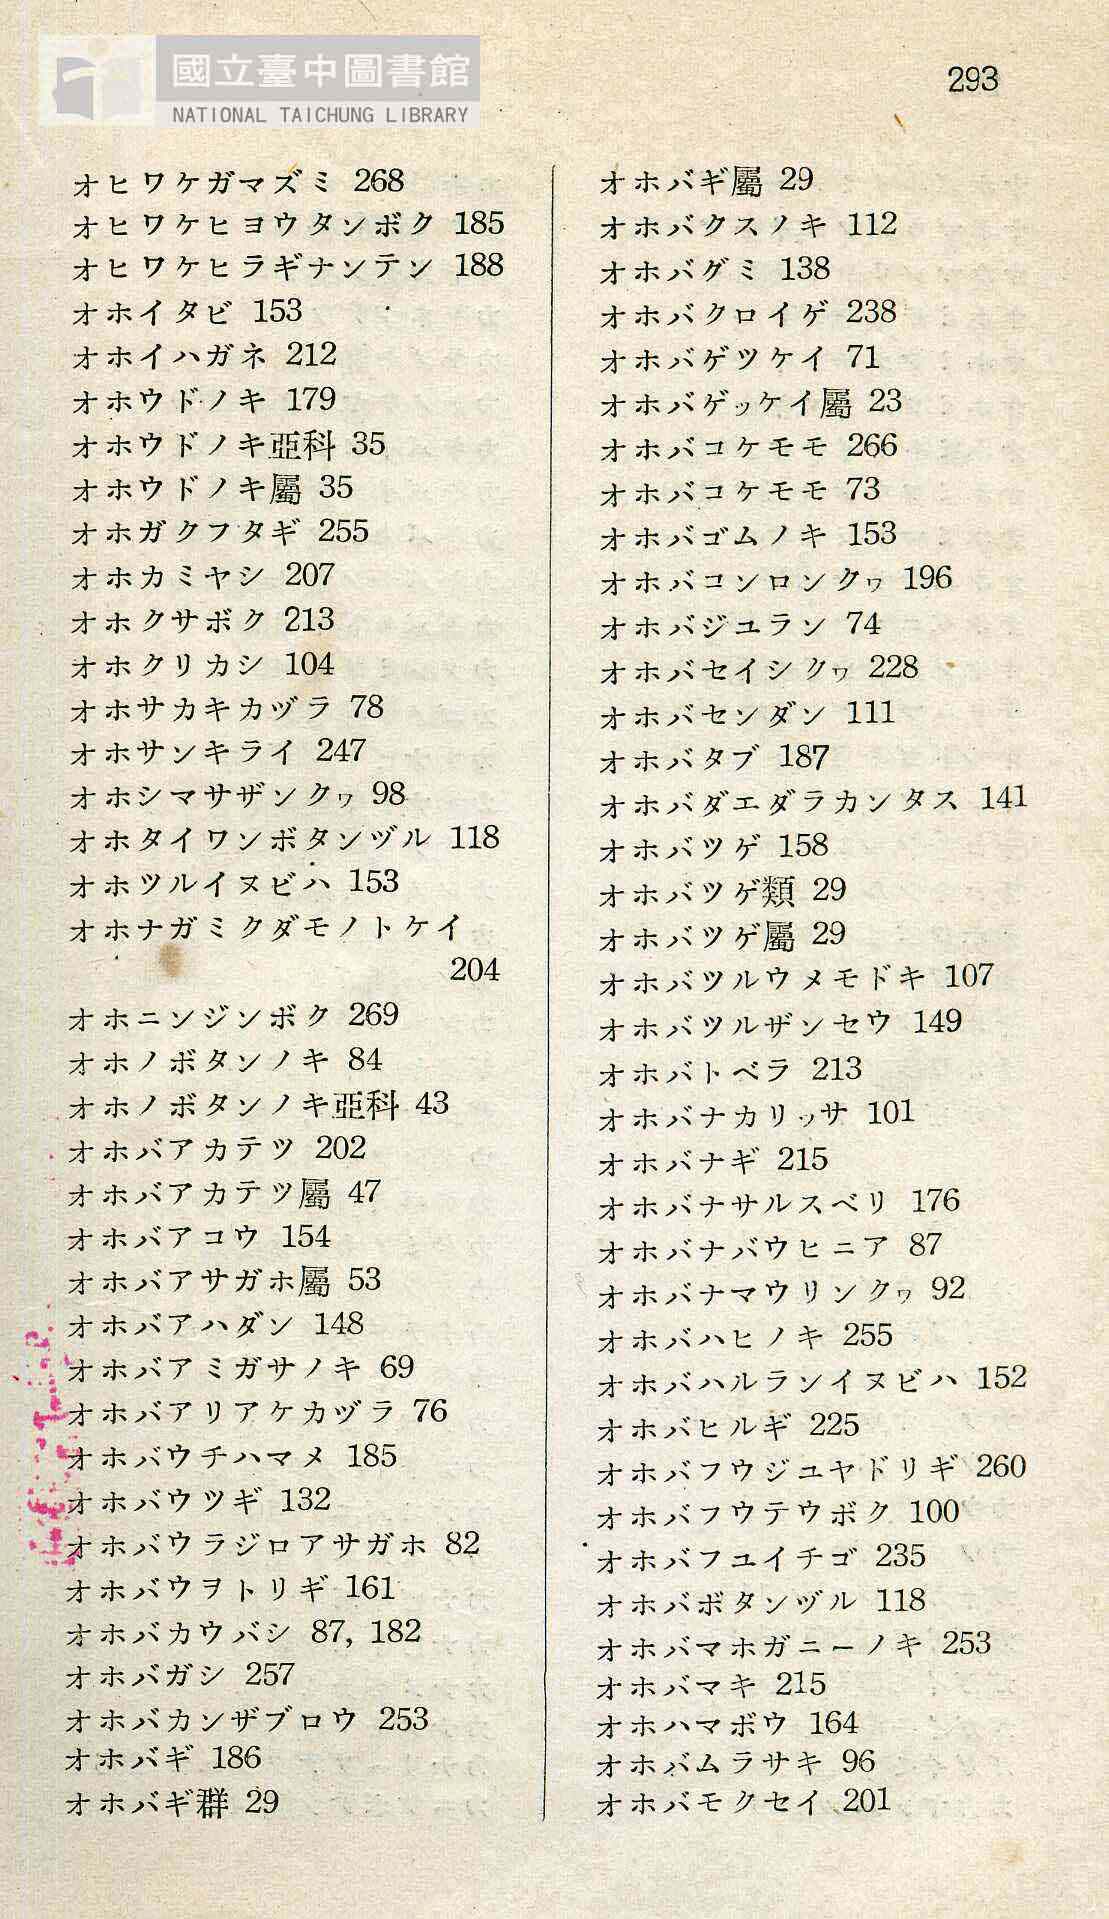 國立臺中圖書館
NATIONAL TAICHUNG LIBRARY
293
オヒワケガマズミ 268
オヒワケヒヨウタンボク 185
オヒワケヒラギナンテン 188
オホイタビ 153
オホイハガネ 212
オホウドノキ 179
オホウドノキ亞科 35
オホウドノキ屬 35
オホガクフタギ 255
オホカミヤシ 207
オホクサボク 213
オホクリカシ 104
オホサカキカヅラ 78
オホサンキライ 247
オホシマサザンクヮ 98
オホタイワンボタンヅル 118
オホツルイヌビハ 153
オホナガミクダモノトケイ
204
オホニンジンボク 269
オホノボタンノキ 84
オホノボタンノキ亞科 43
オホバアカテツ 202
オホバアカテツ屬 47
オホバアコウ 154
オホバアサガホ屬 53
オホバアハダン 148
オホバアミガサノキ 69
オホバアリアケカヅラ 76
オホバウチハマメ 185
オホバウツギ 132
オホバウラジロアサガホ 82
オホバウヲトリギ 161
オホバカウバシ 87, 182
オホバガシ 257
オホバカンザブロウ 253
オホバギ 186
オホバギ群 29
オホバギ屬 29
オホバクスノキ 112
オホバグミ 138
オホバクロイゲ 238
オホバゲツケイ 71
オホバゲッケイ屬 23
オホバコケモモ 266
オホバコケモモ 73
オホバゴムノキ 153
オホバコンロンクヮ 196
オホバジユラン 74
オホバセイシクヮ 228
オホバセンダン 111
オホバタブ 187
オホバダエダラカンタス 141
オホバツゲ 158
オホバツゲ類 29
オホバツゲ屬 29
オホバツルウメモドキ 107
オホバツルザンセウ 149
オホバトベラ 213
オホバナカリッサ 101
オホバナギ 215
オホバナサルスベリ 176
オホバナバウヒニア 87
オホバナマウリンクヮ 92
オホバハヒノキ 255
オホバハルランイヌビハ 152
オホバヒルギ 225
オホバフウジユヤドリギ 260
オホバフウテウボク 100
オホバフユイチゴ 235
オホバボタンヅル 118
オホバマホガニーノキ 253
オホバマキ 215
オホハマボウ 164
オホバムラサキ 96
オホバモクセイ 201